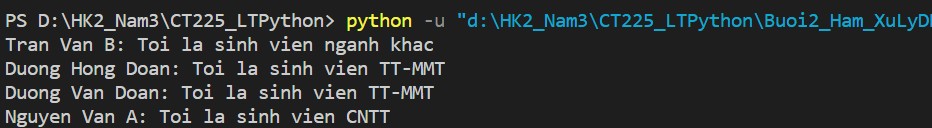 PS D:\HK2_Nam3\CT225_LTPython> python -u "d:\HK2_Nam3\CT225_LTPython\Buoi2_Ham_XuLyD
Tran Van B: Toi la sinh vien nganh khac
Duong Hong Doan: Toi la sinh vien TT-MMT
Duong Van Doan: Toi la sinh vien TT-MMT
Nguyen Van A: Toi la sinh vien CNTT